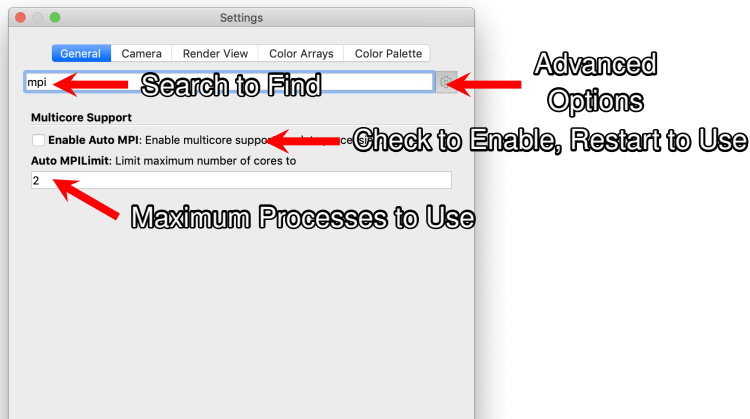 Settings
General Camera Render View Color Arrays Color Palette
mpi
Search to Find
Advanced
Options
Multicore Support
Enable Auto MPI: Enable multicore support
Check to Enable, Restart to Use
Auto MPILimit: Limit maximum number of cores to
2
Maximum Processes to Use